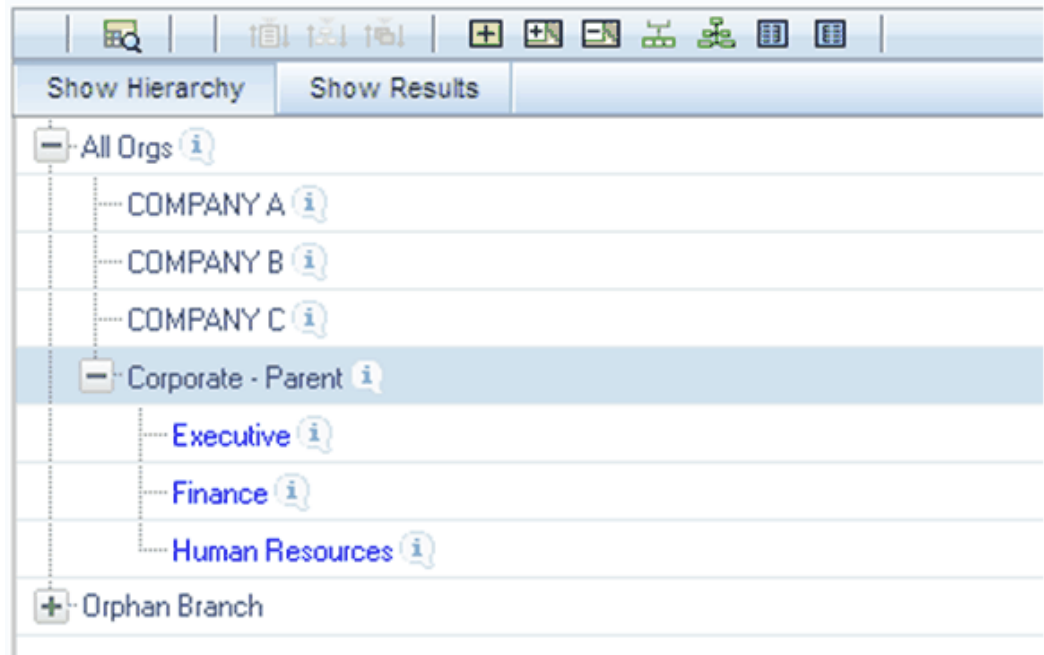 Show Hierarchy Show Results
All Orgs
COMPANY A
COMPANY B
COMPANY C
Corporate - Parent
Executive
Finance
Human Resources
Orphan Branch